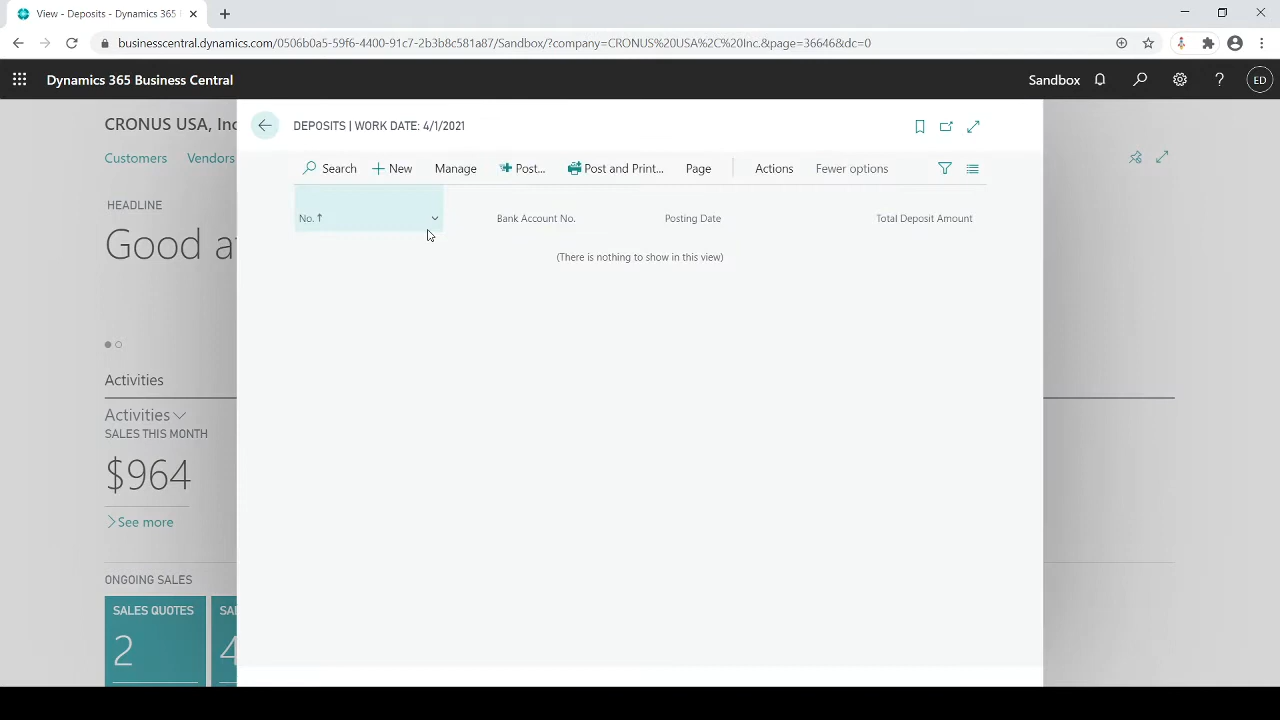 View - Deposits - Dynamics 365
businesscentral.dynamics.com/0506b0a5-59f6-4400-91c7-2b3b8c581a87/Sandbox/?company=CRONUS%20USA%2C%20Inc.&page=36646&dc=0
Dynamics 365 Business Central
Sandbox
ED
CRONUS USA, Inc
DEPOSITS | WORK DATE: 4/1/2021
Customers Vendors
Search New Manage Post... Post and Print... Page Actions Fewer options
HEADLINE
No. ↑ Bank Account No. Posting Date Total Deposit Amount
Good a
(There is nothing to show in this view)
Activities
Activities
SALES THIS MONTH
$964
See more
ONGOING SALES
SALES QUOTES SA
2 4